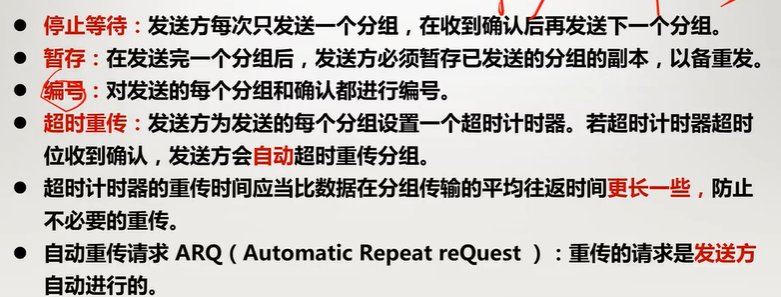 ● 停止等待：发送方每次只发送一个分组，在收到确认后再发送下一个分组。
● 暂存：在发送完一个分组后，发送方必须暂存已发送的分组的副本，以备重发。
● 编号：对发送的每个分组和确认都进行编号。
● 超时重传：发送方为发送的每个分组设置一个超时计时器。若超时计时器超时
位收到确认，发送方会自动超时重传分组。
● 超时计时器的重传时间应当比数据在分组传输的平均往返时间更长一些，防止
不必要的重传。
● 自动重传请求 ARQ（Automatic Repeat reQuest ）：重传的请求是发送方
自动进行的。